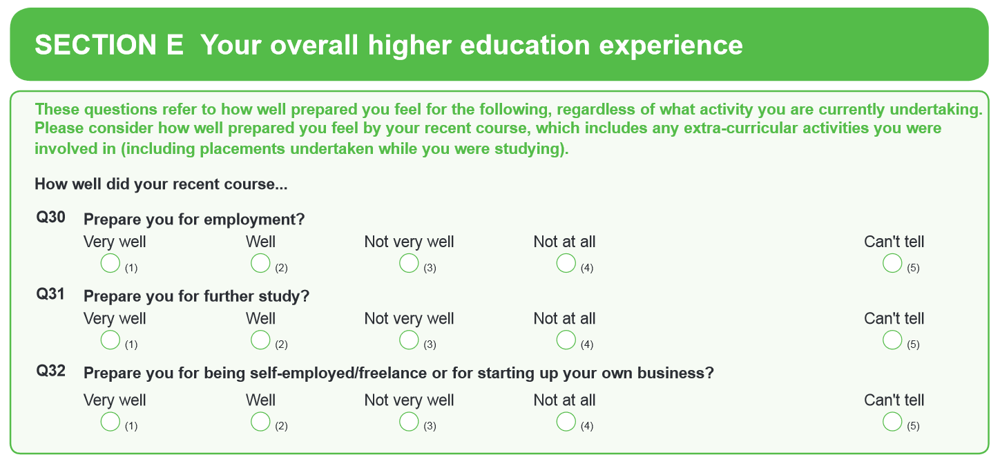 SECTION E Your overall higher education experience
These questions refer to how well prepared you feel for the following, regardless of what activity you are currently undertaking.
Please consider how well prepared you feel by your recent course, which includes any extra-curricular activities you were
involved in (including placements undertaken while you were studying).
How well did your recent course...
Q30 Prepare you for employment?
Very well Well Not very well Not at all Can't tell
(1) (2) (3) (4) (5)
Q31 Prepare you for further study?
Very well Well Not very well Not at all Can't tell
(1) (2) (3) (4) (5)
Q32 Prepare you for being self-employed/freelance or for starting up your own business?
Very well Well Not very well Not at all Can't tell
(1) (2) (3) (4) (5)